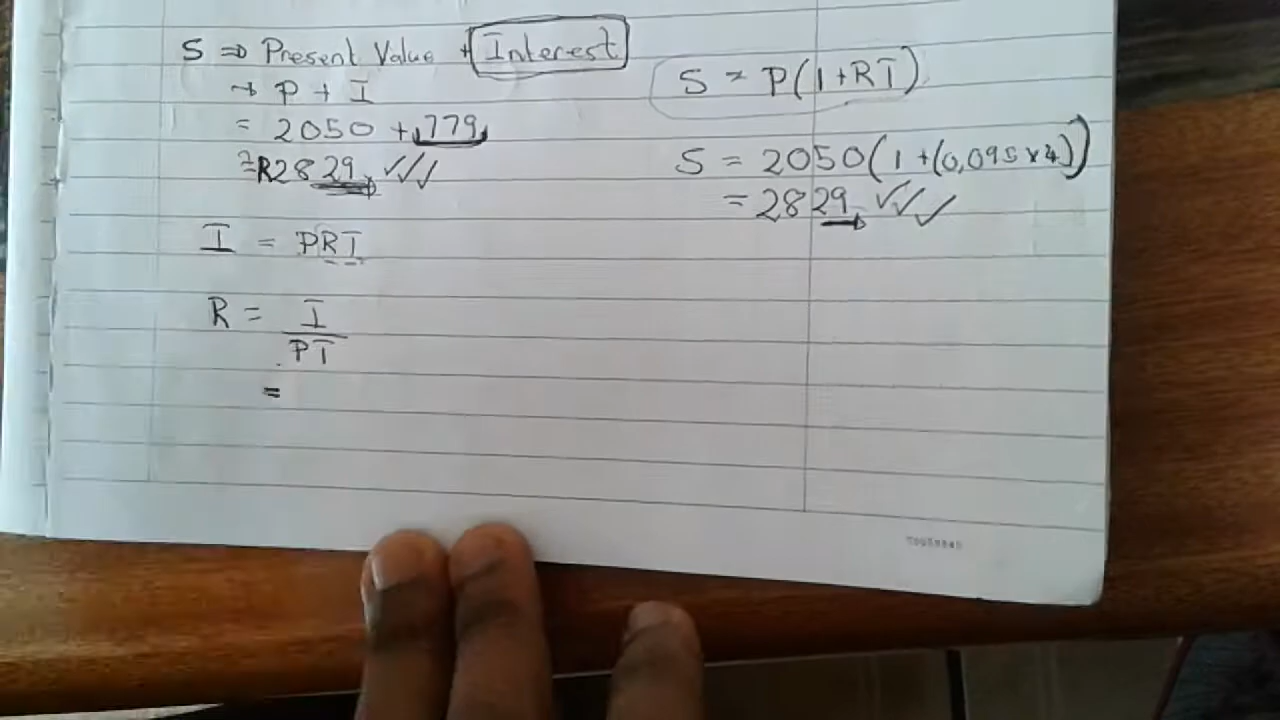 S ⇒ Present Value + Interest
→ P + I
= 2050 + 779
= R2829 ✓✓✓
I = PRT
R = I
PT
=
S = P(1+RT)
S = 2050(1+(0,095×4))
= 2829 ✓✓✓